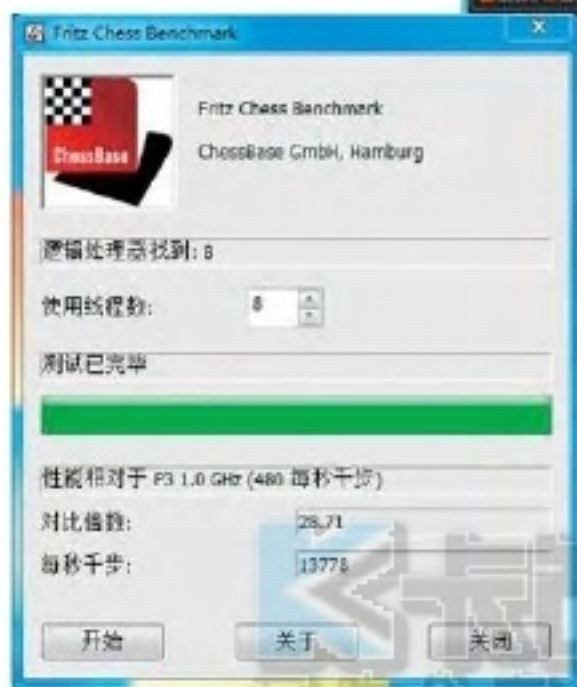 Fritz Chess Benchmark
ChessBase
Fritz Chess Benchmark
ChessBase GmbH, Hamburg
逻辑处理器找到: 8
使用线程数: 8
测试已完毕
性能相对于 P3 1.0 GHz (480 每秒千步)
对比倍数: 28.71
每秒千步: 13778
开始 关于 关闭